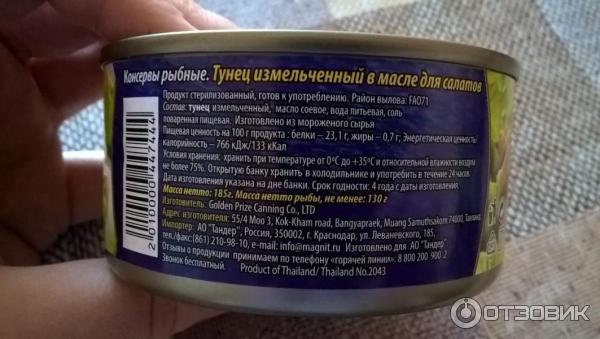 Консервы рыбные. Тунец измельченный в масле для салатов
Продукт стерилизованный, готов к употреблению. Район вылова: FAO71
Состав: тунец измельченный, масло соевое, вода питьевая, соль
поваренная пищевая. Изготовлен из мороженого сырья
Пищевая ценность на 100 г продукта : белки – 23,1 г, жиры – 0,7 г; Энергетическая ценность/
калорийность – 766 кДж/133 кКал
Условия хранения: хранить при температуре от 0°С до +35°С и относительной влажности воздуха
не более 75%. Открытую банку хранить в холодильнике и употребить в течение 24 часов.
Дата изготовления указана на дне банки. Срок годности: 4 года с даты изготовления.
Масса нетто: 185г. Масса нетто рыбы, не менее: 130 г
Изготовитель: Golden Prize Canning Co., LTD
Адрес изготовителя: 55/4 Moo 3, Kok-Kham road, Bangyapraek, Muang Samuthsakorn 74000, Таиланд
Импортер: АО "Тандер", Россия, 350002, г. Краснодар, ул. Леваневского, 185,
тел./факс:(861) 210-98-10, e-mail: info@magnit.ru Изготовлено для АО "Тандер"
Отзывы о продукции принимаем по телефону "горячей линии": 8 800 200 900 2
Звонок бесплатный. Product of Thailand/ Thailand No.2043
2010000144744
ОТЗОВИК